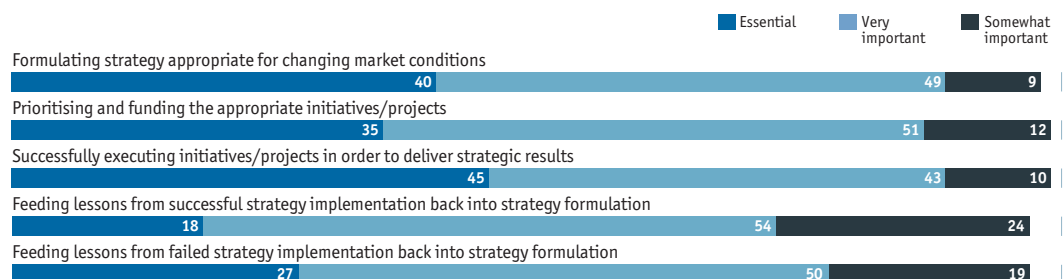 Essential
Very
important
Somewhat
important
Formulating strategy appropriate for changing market conditions
40 49 9
Prioritising and funding the appropriate initiatives/projects
35 51 12
Successfully executing initiatives/projects in order to deliver strategic results
45 43 10
Feeding lessons from successful strategy implementation back into strategy formulation
18 54 24
Feeding lessons from failed strategy implementation back into strategy formulation
27 50 19